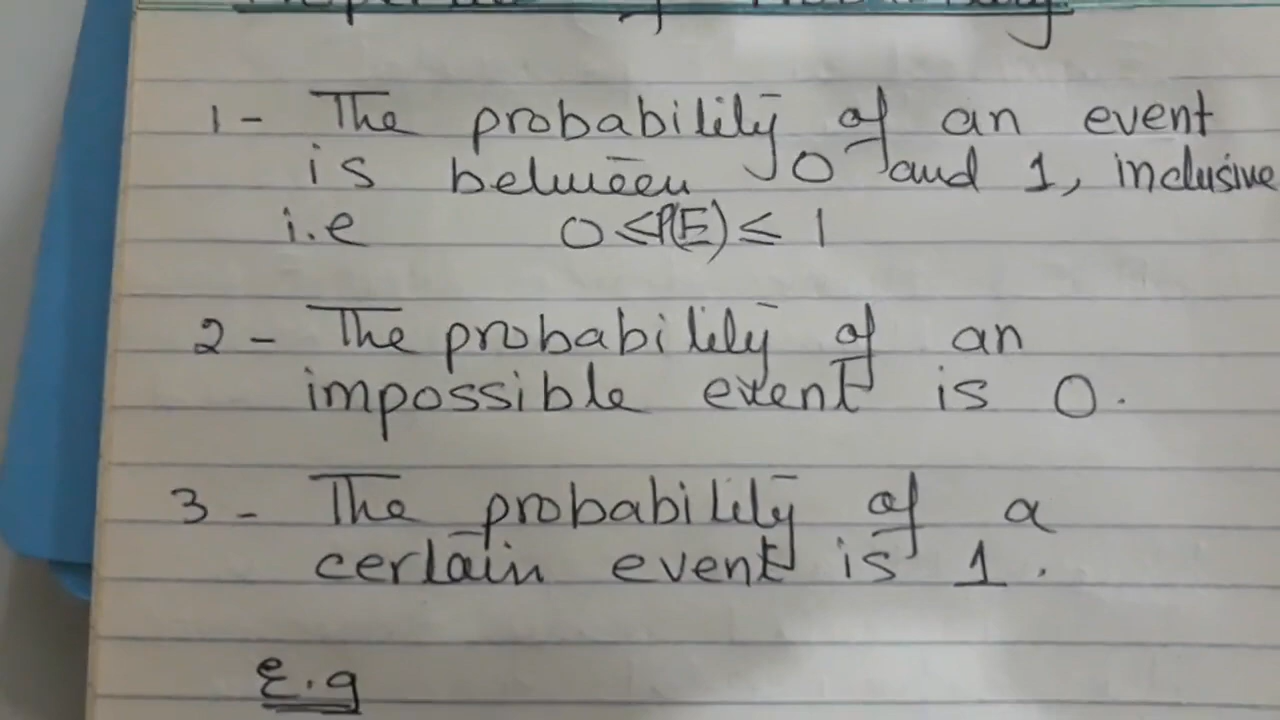 1- The probability of an event
is between 0 and 1, inclusive
i.e 0 ≤ P(E) ≤ 1
2- The probability of an
impossible event is 0.
3- The probability of a
certain event is 1.
E.g